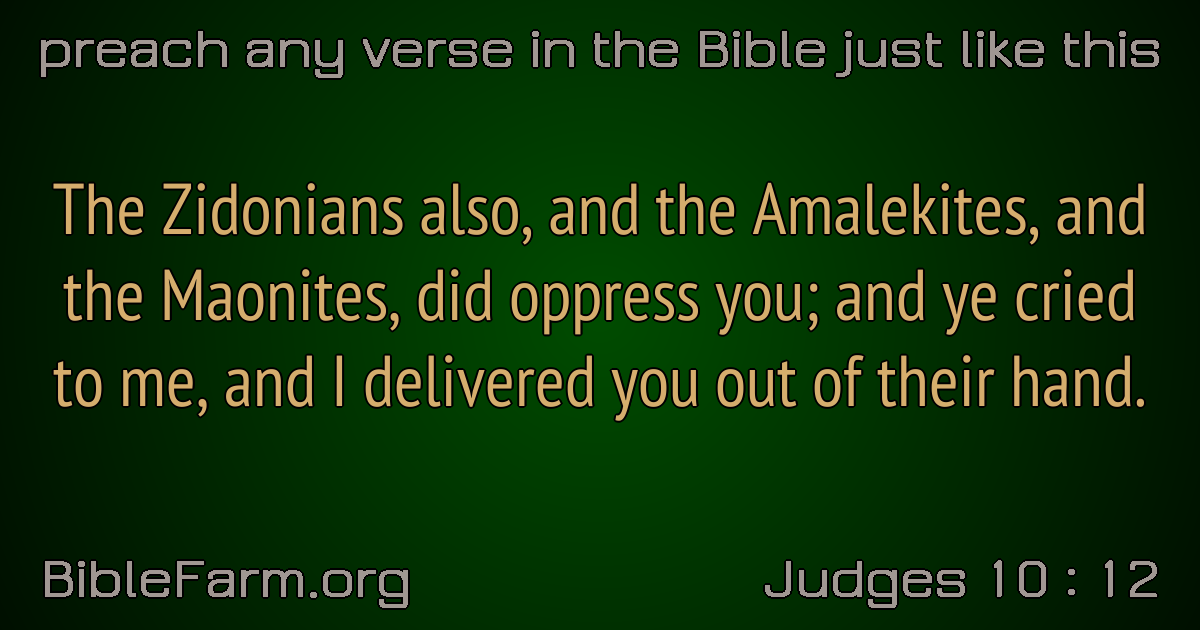 preach any verse in the Bible just like this
The Zidonians also, and the Amalekites, and
the Maonites, did oppress you; and ye cried
to me, and I delivered you out of their hand.
BibleFarm.org
Judges 10 : 12